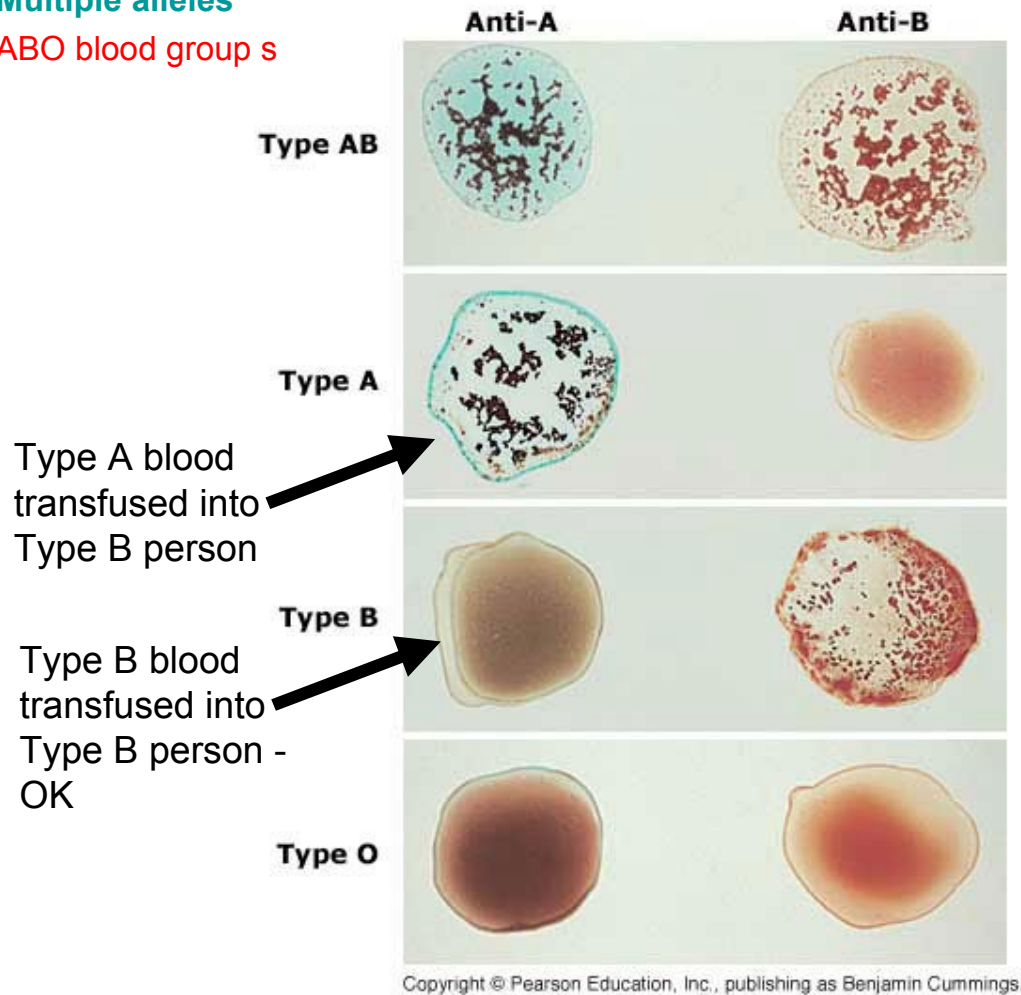 Multiple alleles
ABO blood group s
Anti-A
Anti-B
Type AB
Type A
Type A blood
transfused into
Type B person
Type B
Type B blood
transfused into
Type B person -
OK
Type O
Copyright © Pearson Education, Inc., publishing as Benjamin Cummings